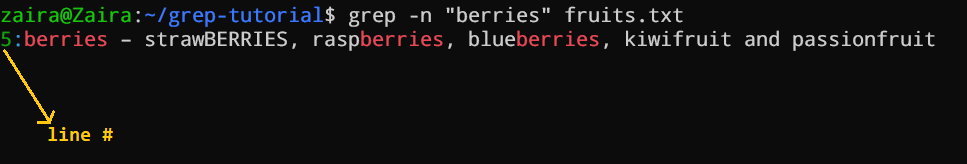 zaira@Zaira:~/grep-tutorial$ grep -n "berries" fruits.txt
5:berries – strawBERRIES, raspberries, blueberries, kiwifruit and passionfruit
line #